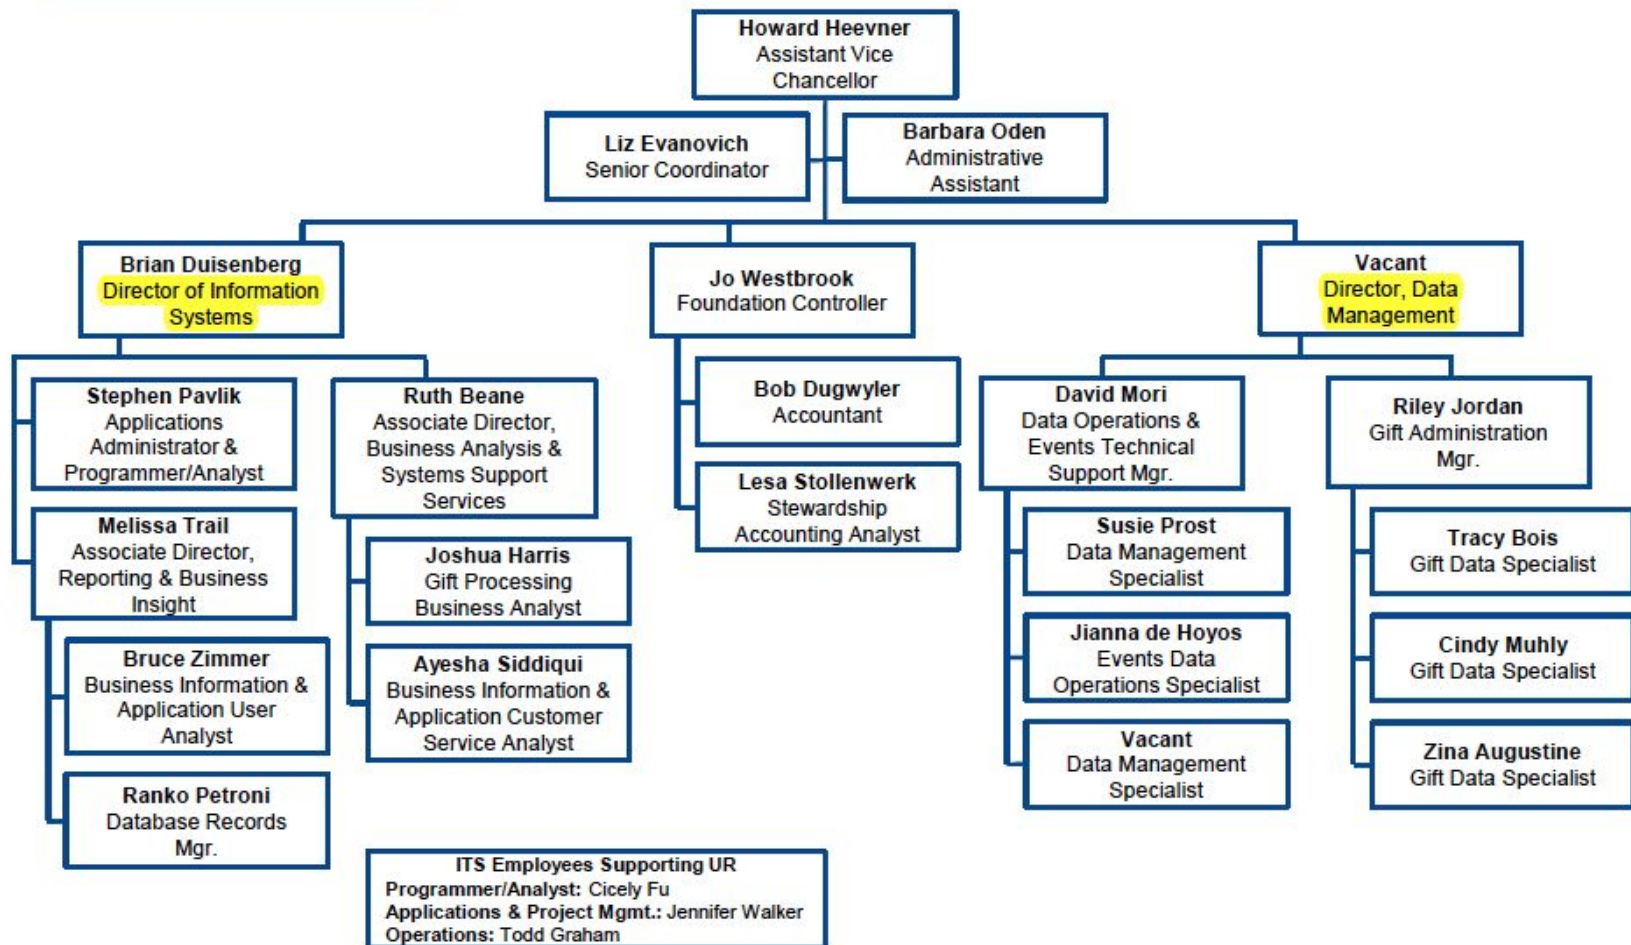 Howard Heevner
Assistant Vice
Chancellor
Liz Evanovich
Senior Coordinator
Barbara Oden
Administrative
Assistant
Brian Duisenberg
Director of Information
Systems
Jo Westbrook
Foundation Controller
Vacant
Director, Data
Management
Stephen Pavlik
Applications
Administrator &
Programmer/Analyst
Melissa Trail
Associate Director,
Reporting & Business
Insight
Bruce Zimmer
Business Information &
Application User
Analyst
Ranko Petroni
Database Records
Mgr.
Ruth Beane
Associate Director,
Business Analysis &
Systems Support
Services
Joshua Harris
Gift Processing
Business Analyst
Ayesha Siddiqui
Business Information &
Application Customer
Service Analyst
Bob Dugwyler
Accountant
Lesa Stollenwerk
Stewardship
Accounting Analyst
David Mori
Data Operations &
Events Technical
Support Mgr.
Susie Prost
Data Management
Specialist
Jianna de Hoyos
Events Data
Operations Specialist
Vacant
Data Management
Specialist
Riley Jordan
Gift Administration
Mgr.
Tracy Bois
Gift Data Specialist
Cindy Muhly
Gift Data Specialist
Zina Augustine
Gift Data Specialist
ITS Employees Supporting UR
Programmer/Analyst: Cicely Fu
Applications & Project Mgmt.: Jennifer Walker
Operations: Todd Graham